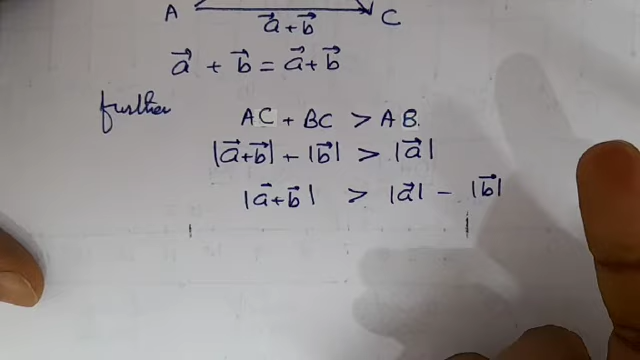 A C
a⃗+b⃗
a⃗ + b⃗ = a⃗+b⃗
further
AC + BC > AB
|a⃗+b⃗| + |b⃗| > |a⃗|
|a⃗+b⃗| > |a⃗| - |b⃗|